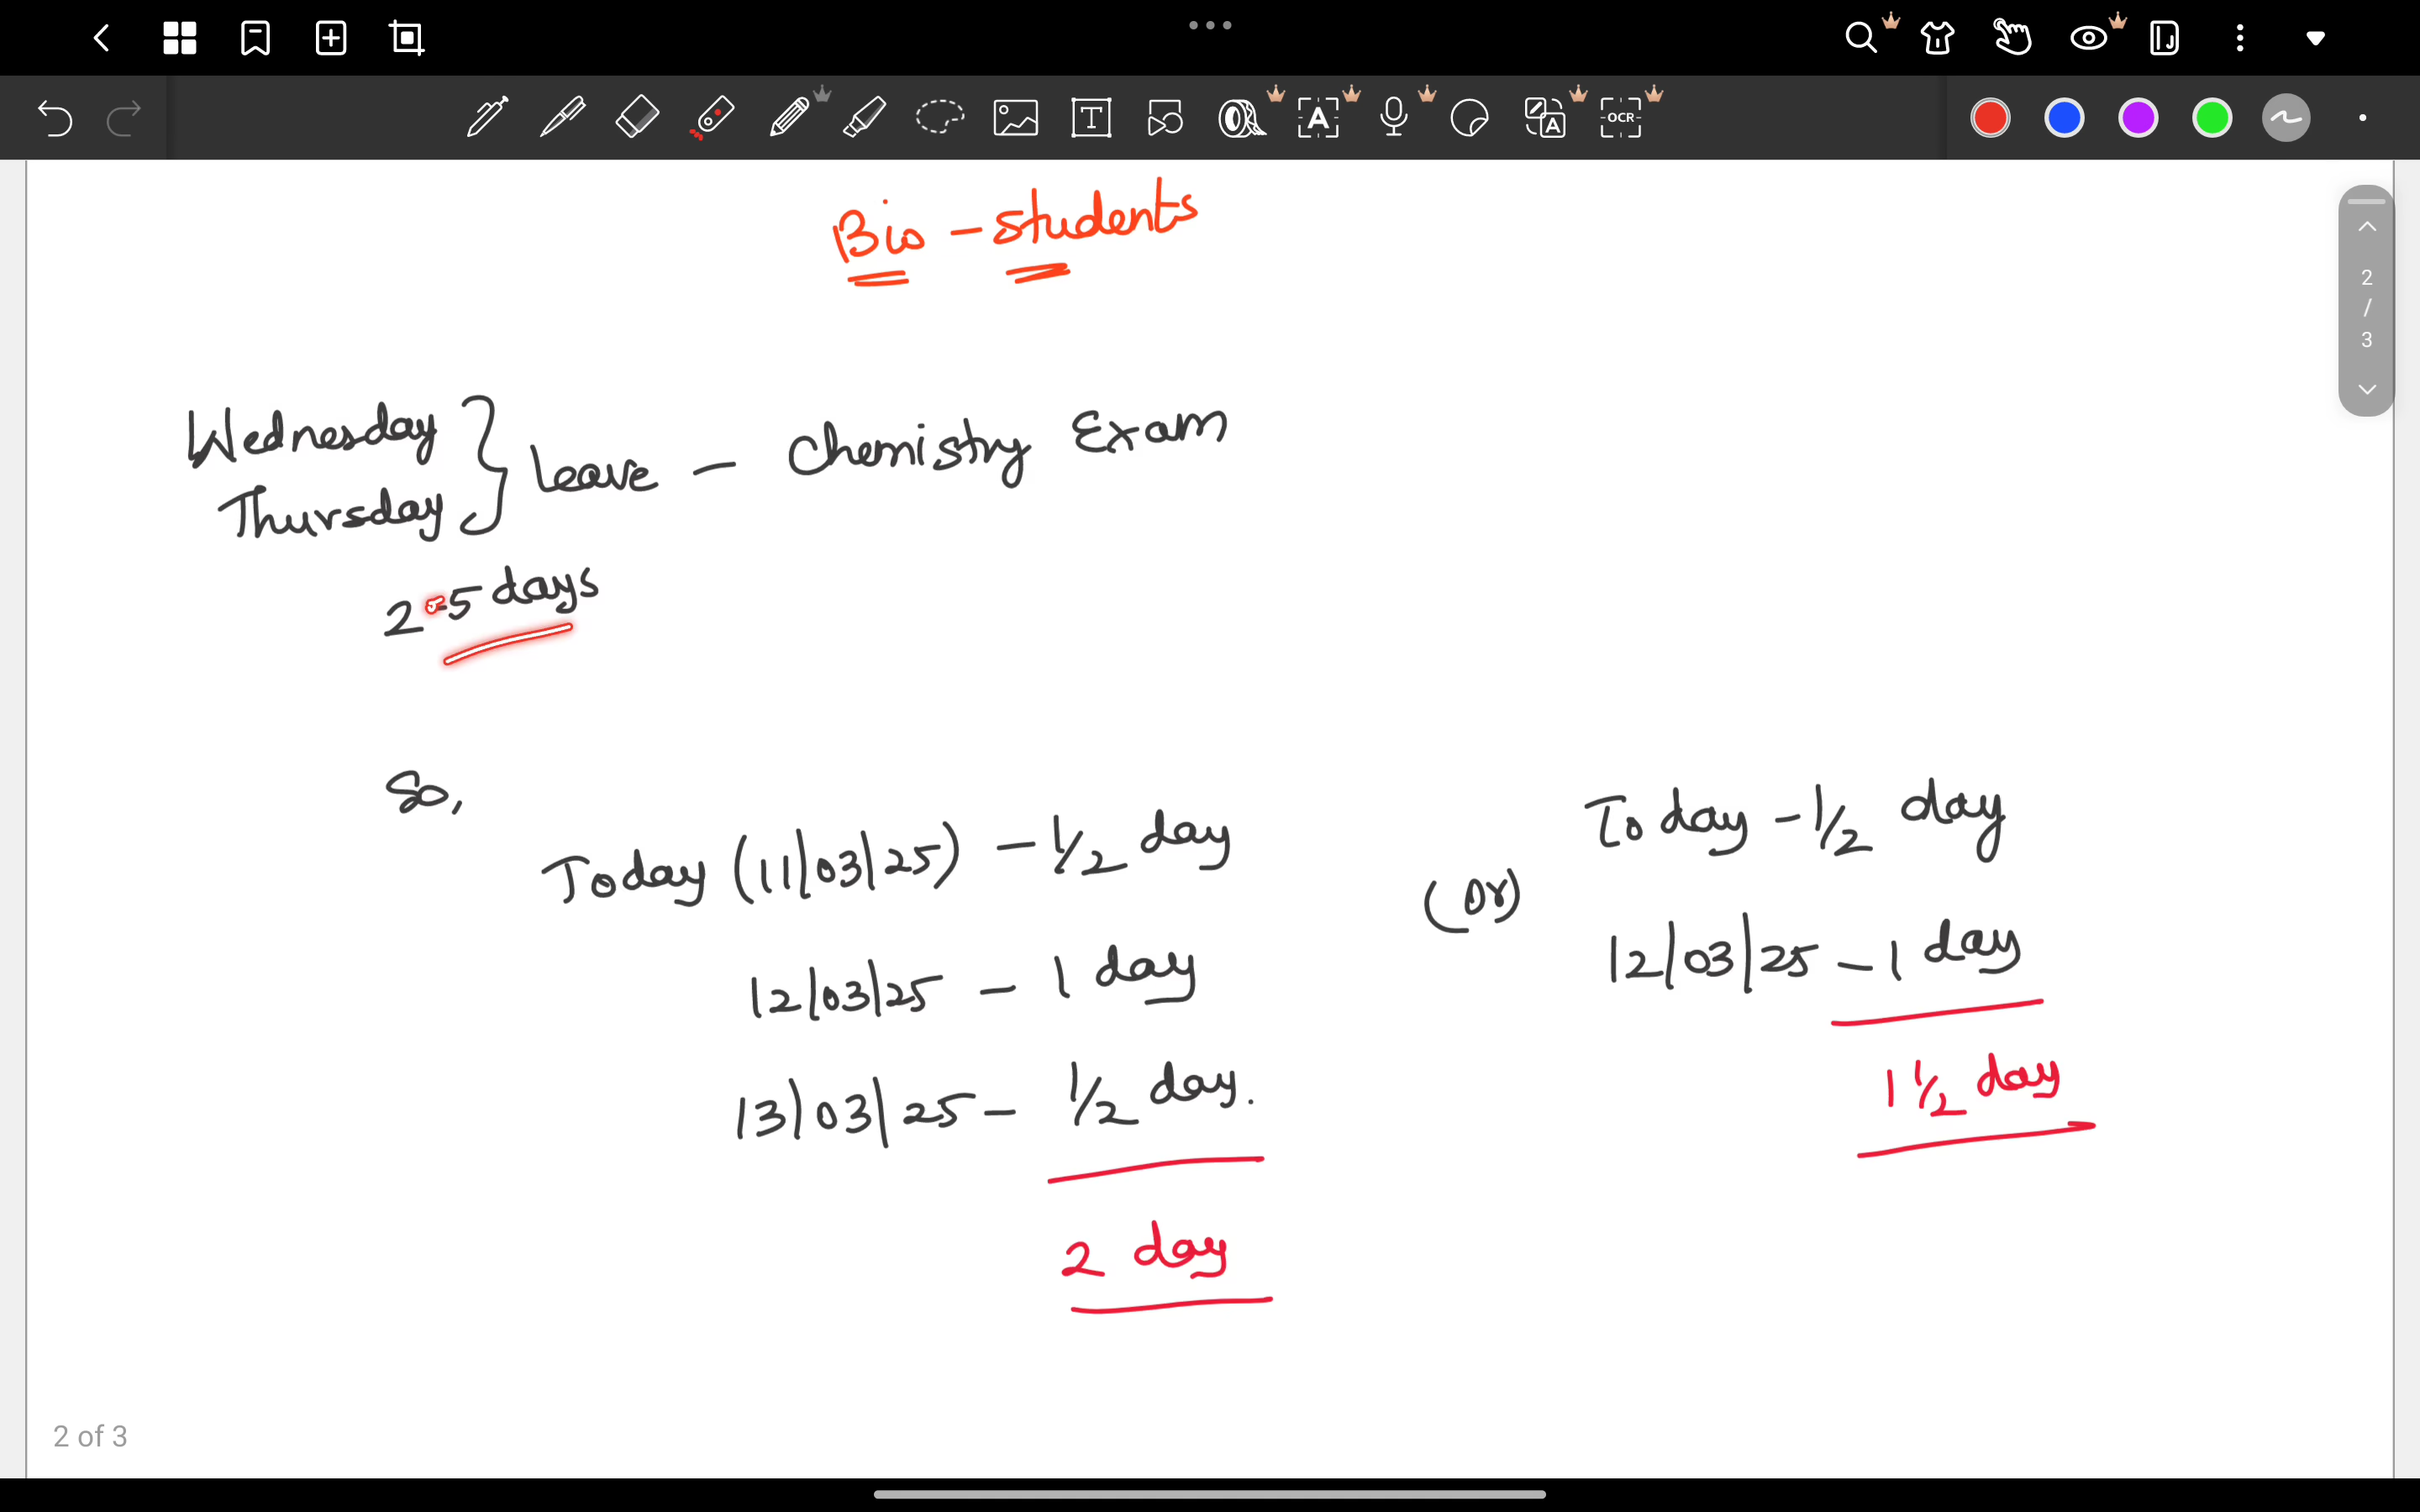 Bio - students
Wednesday
Thursday
leave - Chemistry Exam
2-5 days
So,
Today (11/03/25) - 1/2 day
12/03/25 - 1 day
13/03/25 - 1/2 day.
2 day
(or)
Today - 1/2 day
12/03/25 - 1 day
1 1/2 day
2
/
3
2 of 3
A
T
A
OCR